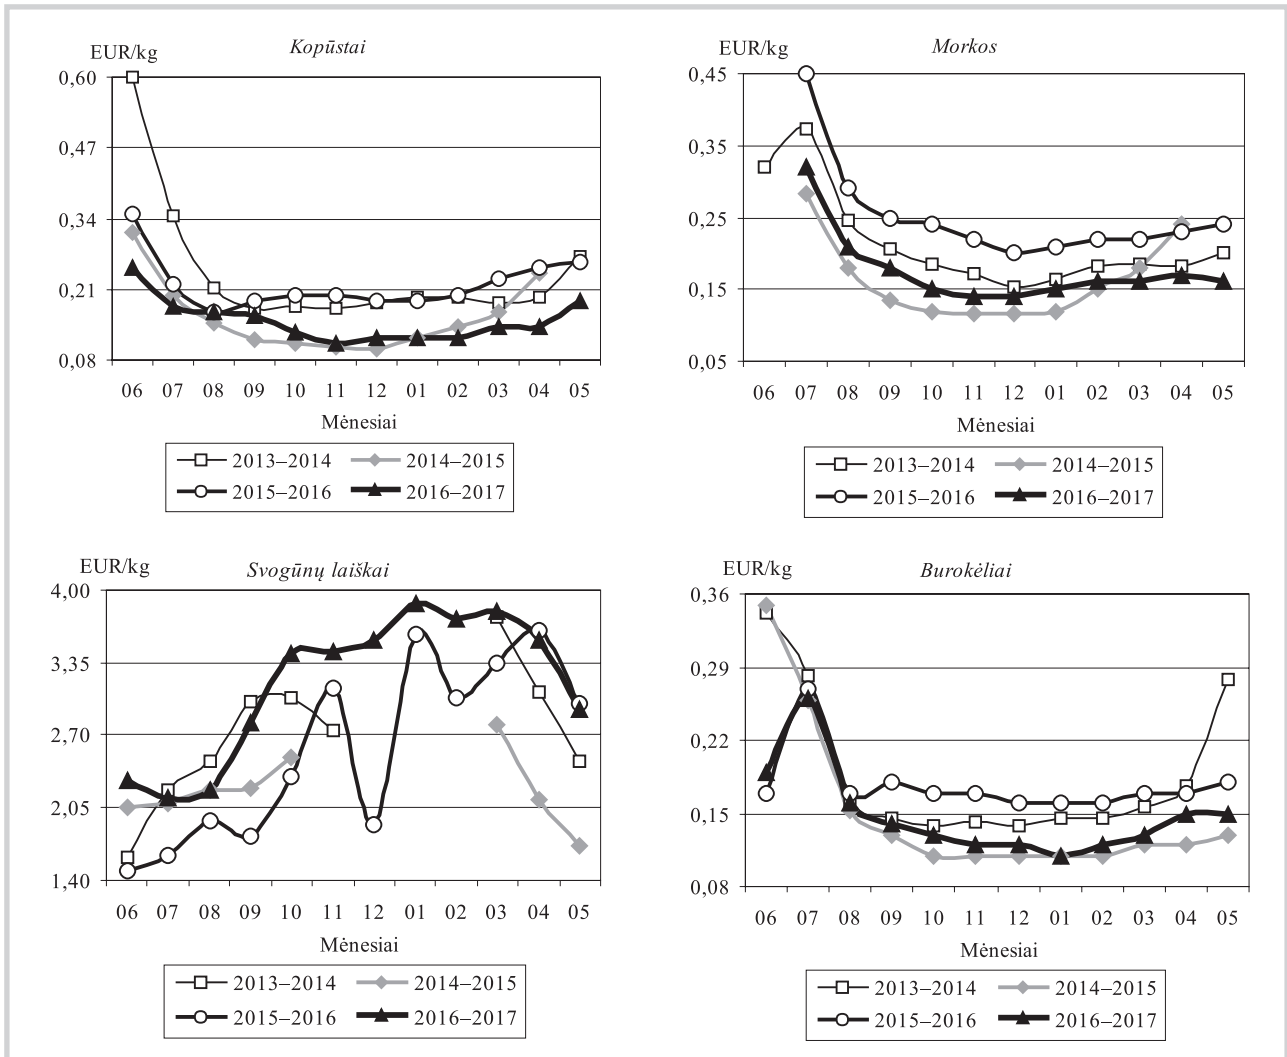 Kopūstai
EUR/kg
0,60
0,47
0,34
0,21
0,08
06 07 08 09 10 11 12 01 02 03 04 05
Mėnesiai
2013–2014 2014–2015
2015–2016 2016–2017
Morkos
EUR/kg
0,45
0,35
0,25
0,15
0,05
06 07 08 09 10 11 12 01 02 03 04 05
Mėnesiai
2013–2014 2014–2015
2015–2016 2016–2017
Svogūnų laiškai
EUR/kg
4,00
3,35
2,70
2,05
1,40
06 07 08 09 10 11 12 01 02 03 04 05
Mėnesiai
2013–2014 2014–2015
2015–2016 2016–2017
Burokėliai
EUR/kg
0,36
0,29
0,22
0,15
0,08
06 07 08 09 10 11 12 01 02 03 04 05
Mėnesiai
2013–2014 2014–2015
2015–2016 2016–2017